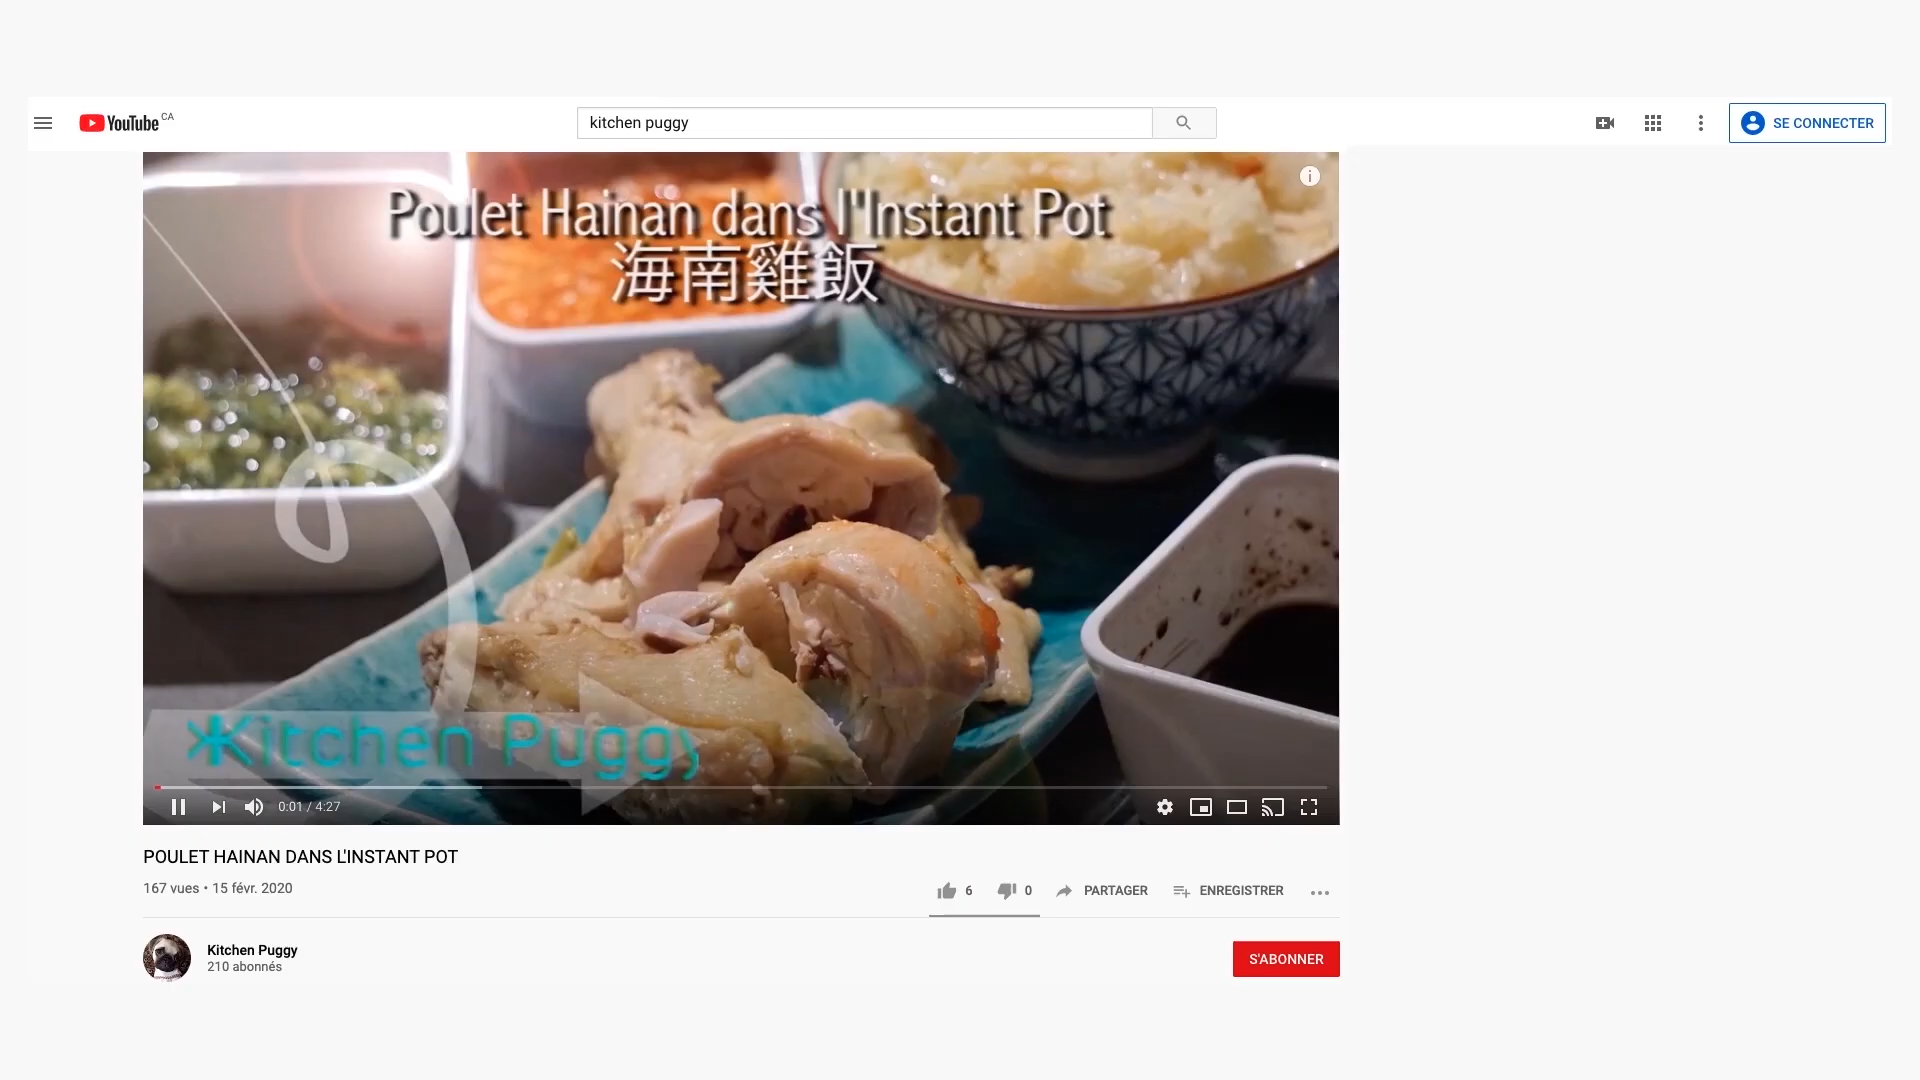 YouTube CA
kitchen puggy
SE CONNECTER
Poulet Hainan dans l"Instant Pot
海南雞飯
Kitchen Puggy
0:01 / 4:27
POULET HAINAN DANS L'INSTANT POT
167 vues • 15 févr. 2020
6
0
PARTAGER
ENREGISTRER
Kitchen Puggy
210 abonnés
S'ABONNER